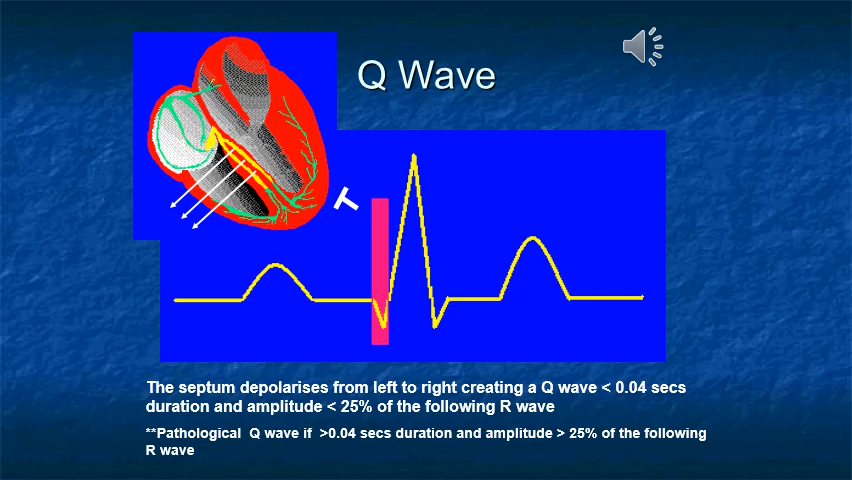 Q Wave
T
The septum depolarises from left to right creating a Q wave < 0.04 secs
duration and amplitude < 25% of the following R wave
**Pathological  Q wave if  >0.04 secs duration and amplitude > 25% of the following
R wave